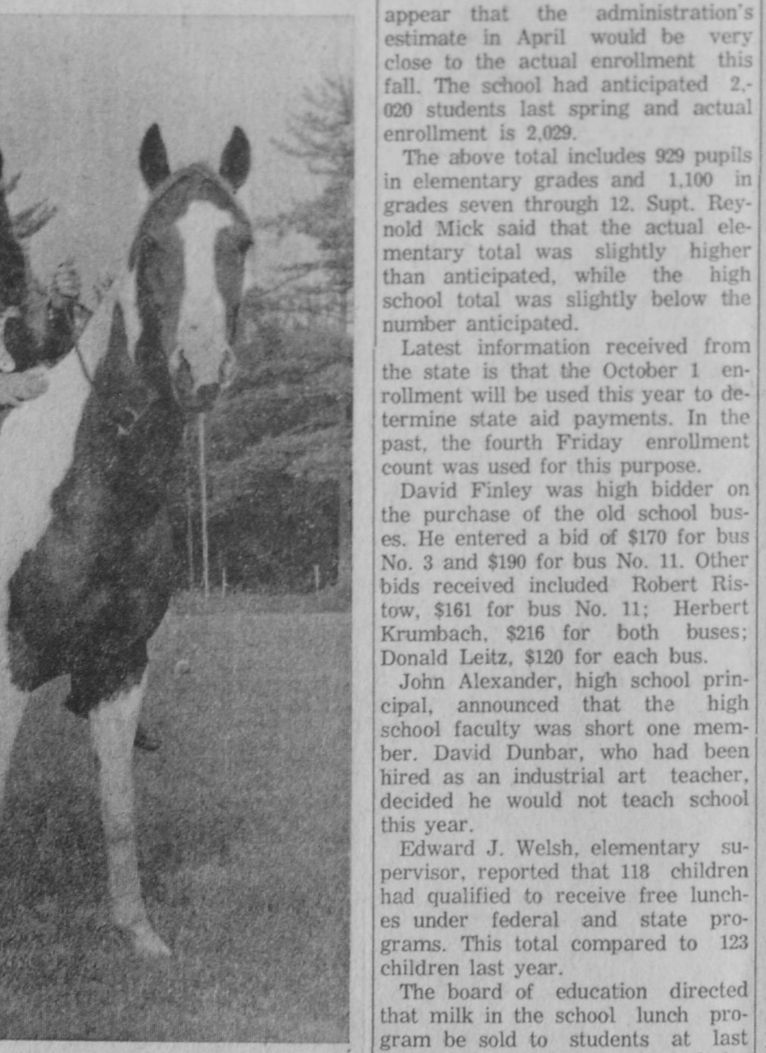 appear that the administration's
estimate in April would be very
close to the actual enrollment this
fall. The school had anticipated 2,-
020 students last spring and actual
enrollment is 2,029.
The above total includes 929 pupils
in elementary grades and 1,100 in
grades seven through 12. Supt. Rey-
nold Mick said that the actual ele-
mentary total was slightly higher
than anticipated, while the high
school total was slightly below the
number anticipated.
Latest information received from
the state is that the October 1 en-
rollment will be used this year to de-
termine state aid payments. In the
past, the fourth Friday enrollment
count was used for this purpose.
David Finley was high bidder on
the purchase of the old school bus-
es. He entered a bid of $170 for bus
No. 3 and $190 for bus No. 11. Other
bids received included Robert Ris-
tow, $161 for bus No. 11; Herbert
Krumbach, $216 for both buses;
Donald Leitz, $120 for each bus.
John Alexander, high school prin-
cipal, announced that the high
school faculty was short one mem-
ber. David Dunbar, who had been
hired as an industrial art teacher,
decided he would not teach school
this year.
Edward J. Welsh, elementary su-
pervisor, reported that 118 children
had qualified to receive free lunch-
es under federal and state pro-
grams. This total compared to 123
children last year.
The board of education directed
that milk in the school lunch pro-
gram be sold to students at last